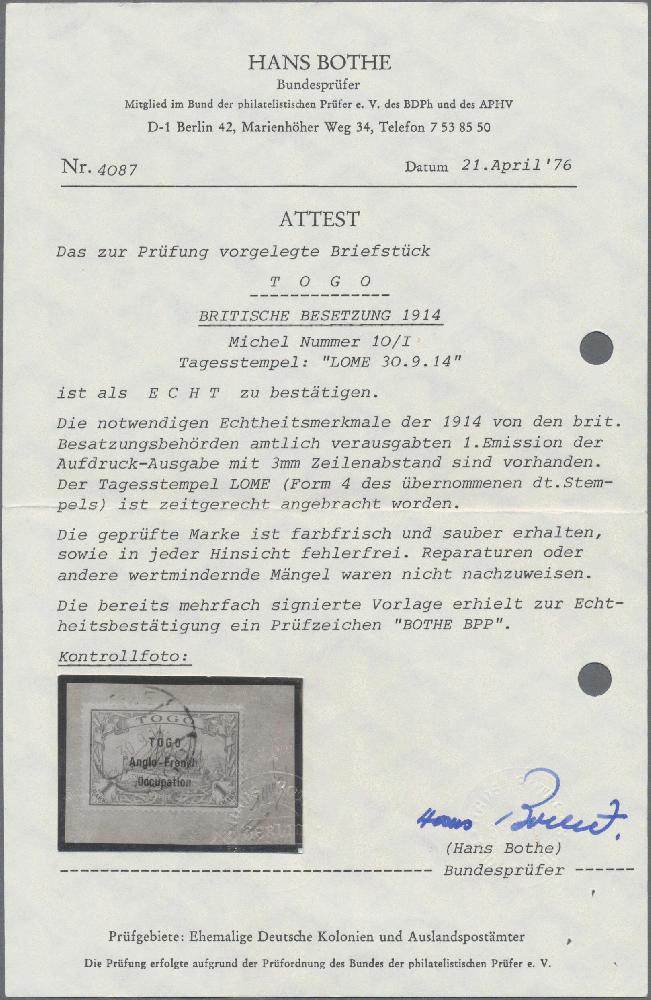 HANS BOTHE
Bundesprüfer
Mitglied im Bund der philatelistischen Prüfer e. V. des BDPh und des APHV
D-1 Berlin 42, Marienhöher Weg 34, Telefon 7 53 85 50
Nr. 4087 Datum 21.April'76
ATTEST
Das zur Prüfung vorgelegte Briefstück
T O G O
BRITISCHE BESETZUNG 1914
Michel Nummer 10/I
Tagesstempel: "LOME 30.9.14"
ist als E C H T zu bestätigen.
Die notwendigen Echtheitsmerkmale der 1914 von den brit.
Besatzungsbehörden amtlich verausgabten 1.Emission der
Aufdruck-Ausgabe mit 3mm Zeilenabstand sind vorhanden.
Der Tagesstempel LOME (Form 4 des übernommenen dt.Stem-
pels) ist zeitgerecht angebracht worden.
Die geprüfte Marke ist farbfrisch und sauber erhalten,
sowie in jeder Hinsicht fehlerfrei. Reparaturen oder
andere wertmindernde Mängel waren nicht nachzuweisen.
Die bereits mehrfach signierte Vorlage erhielt zur Echt-
heitsbestätigung ein Prüfzeichen "BOTHE BPP".
Kontrollfoto:
TOGO
TOGO
Anglo-French
Occupation
1 1
Hans Bothe
(Hans Bothe)
Bundesprüfer
Prüfgebiete: Ehemalige Deutsche Kolonien und Auslandspostämter
Die Prüfung erfolgte aufgrund der Prüfordnung des Bundes der philatelistischen Prüfer e. V.